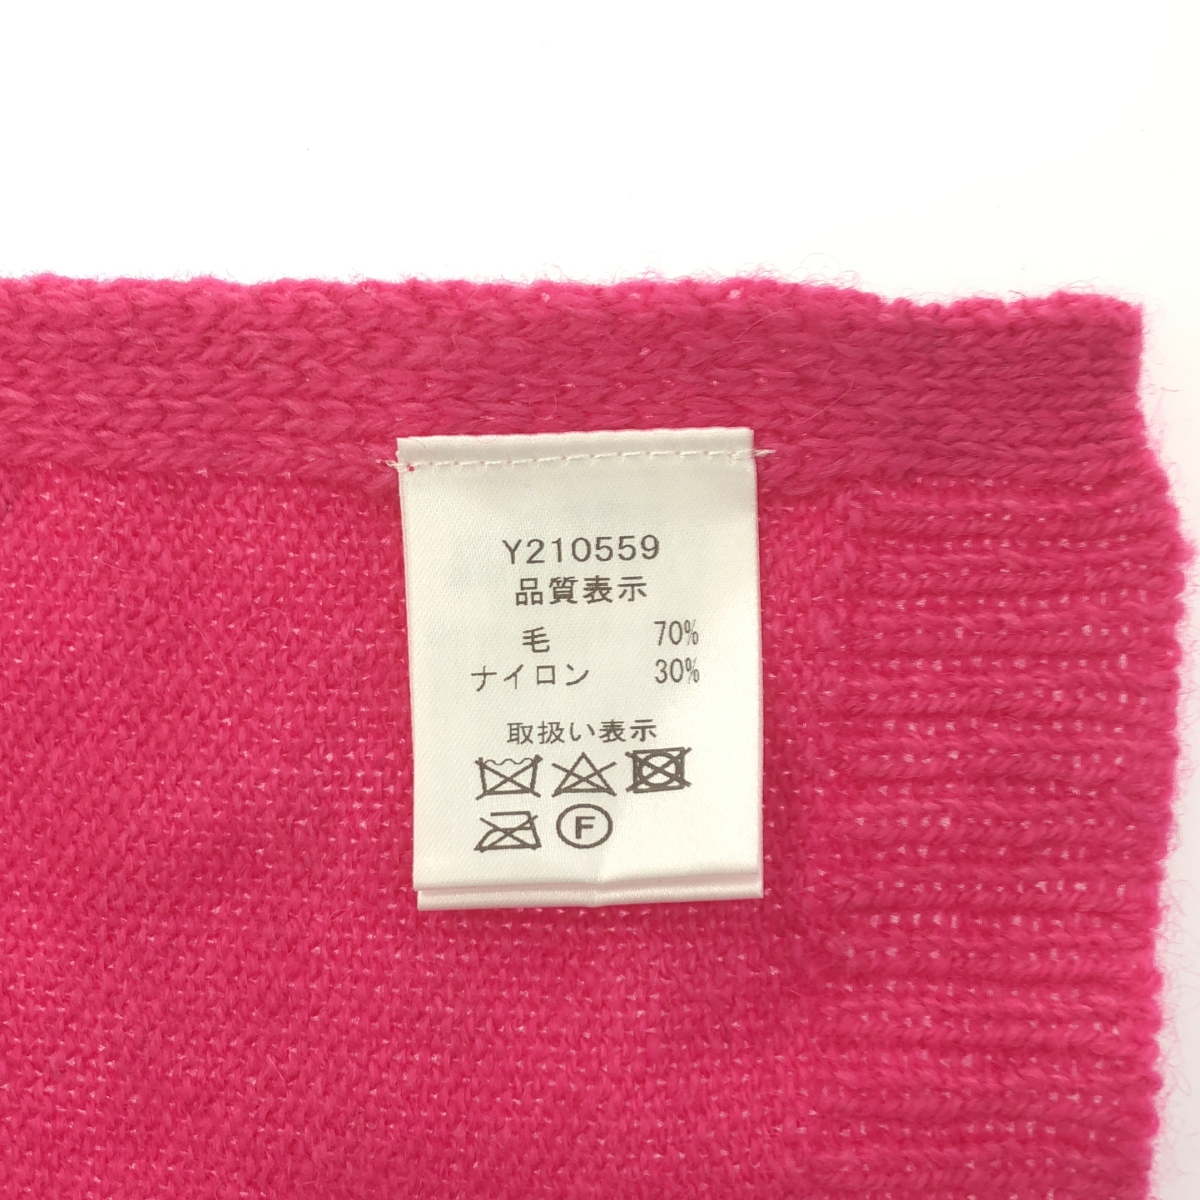 Y210559
品質表示
毛 70%
ナイロン 30%
取扱い表示
F